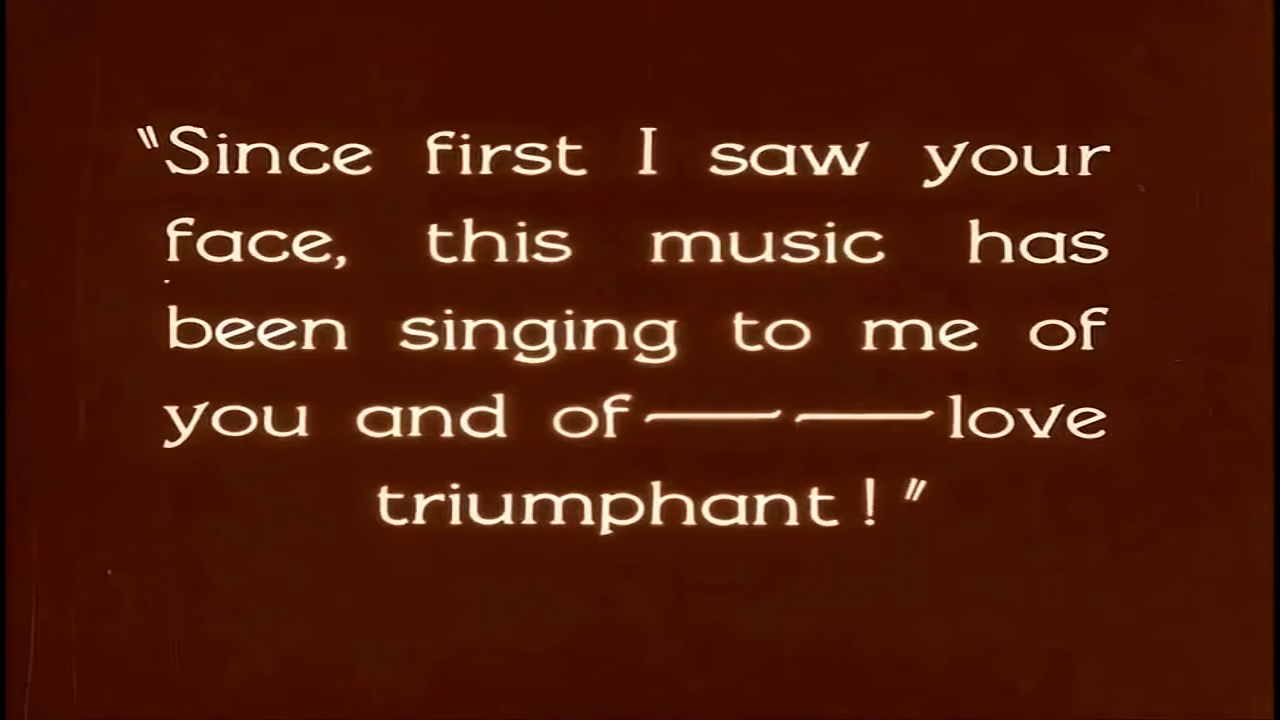 "Since first I saw your
face, this music has
been singing to me of
you and of — — love
triumphant ! "